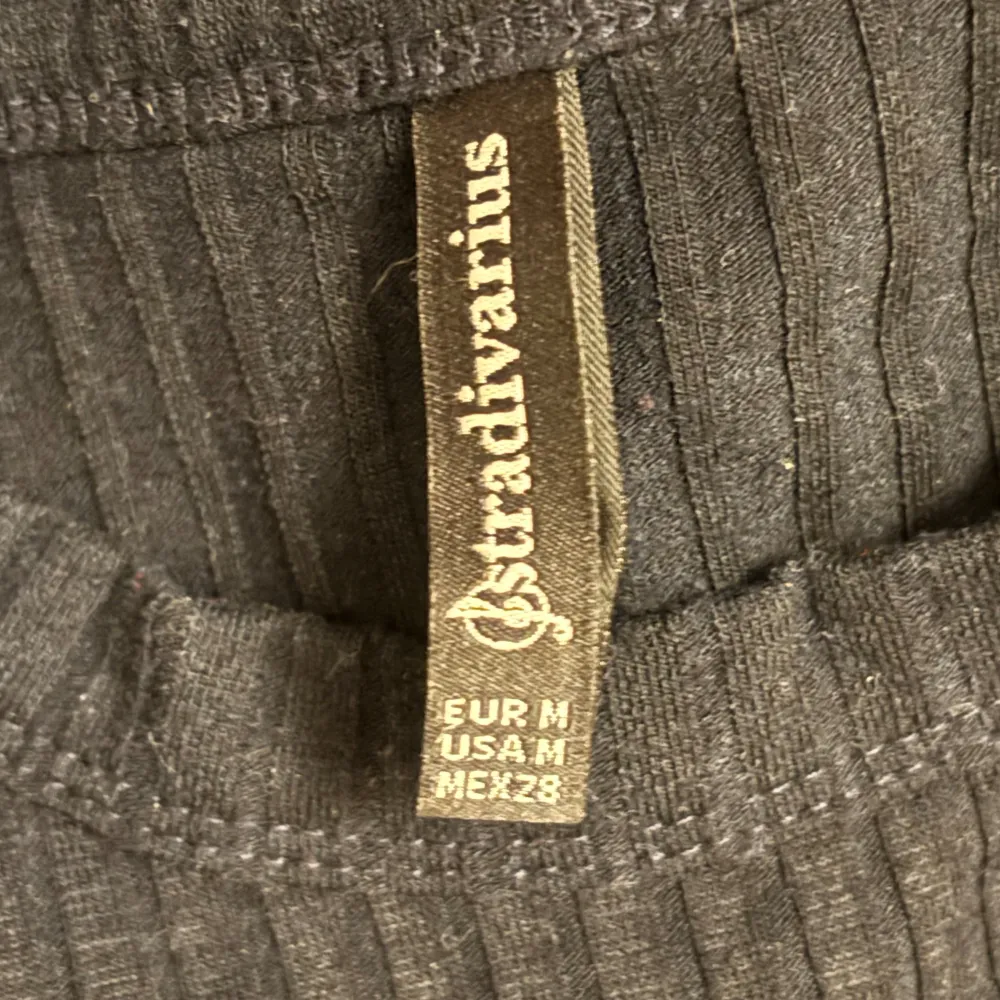 stradivarius
EUR M
USA M
MEX 28